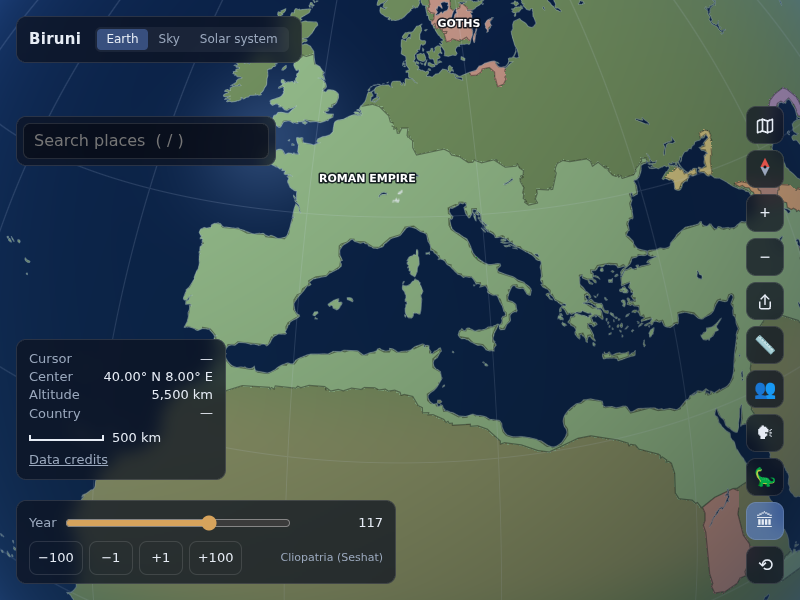 Biruni
Earth
Sky
Solar system
GOTHS
Search places ( / )
ROMAN EMPIRE
Cursor —
Center 40.00° N 8.00° E
Altitude 5,500 km
Country —
500 km
Data credits
Year 117
−100
−1
+1
+100
Cliopatria (Seshat)